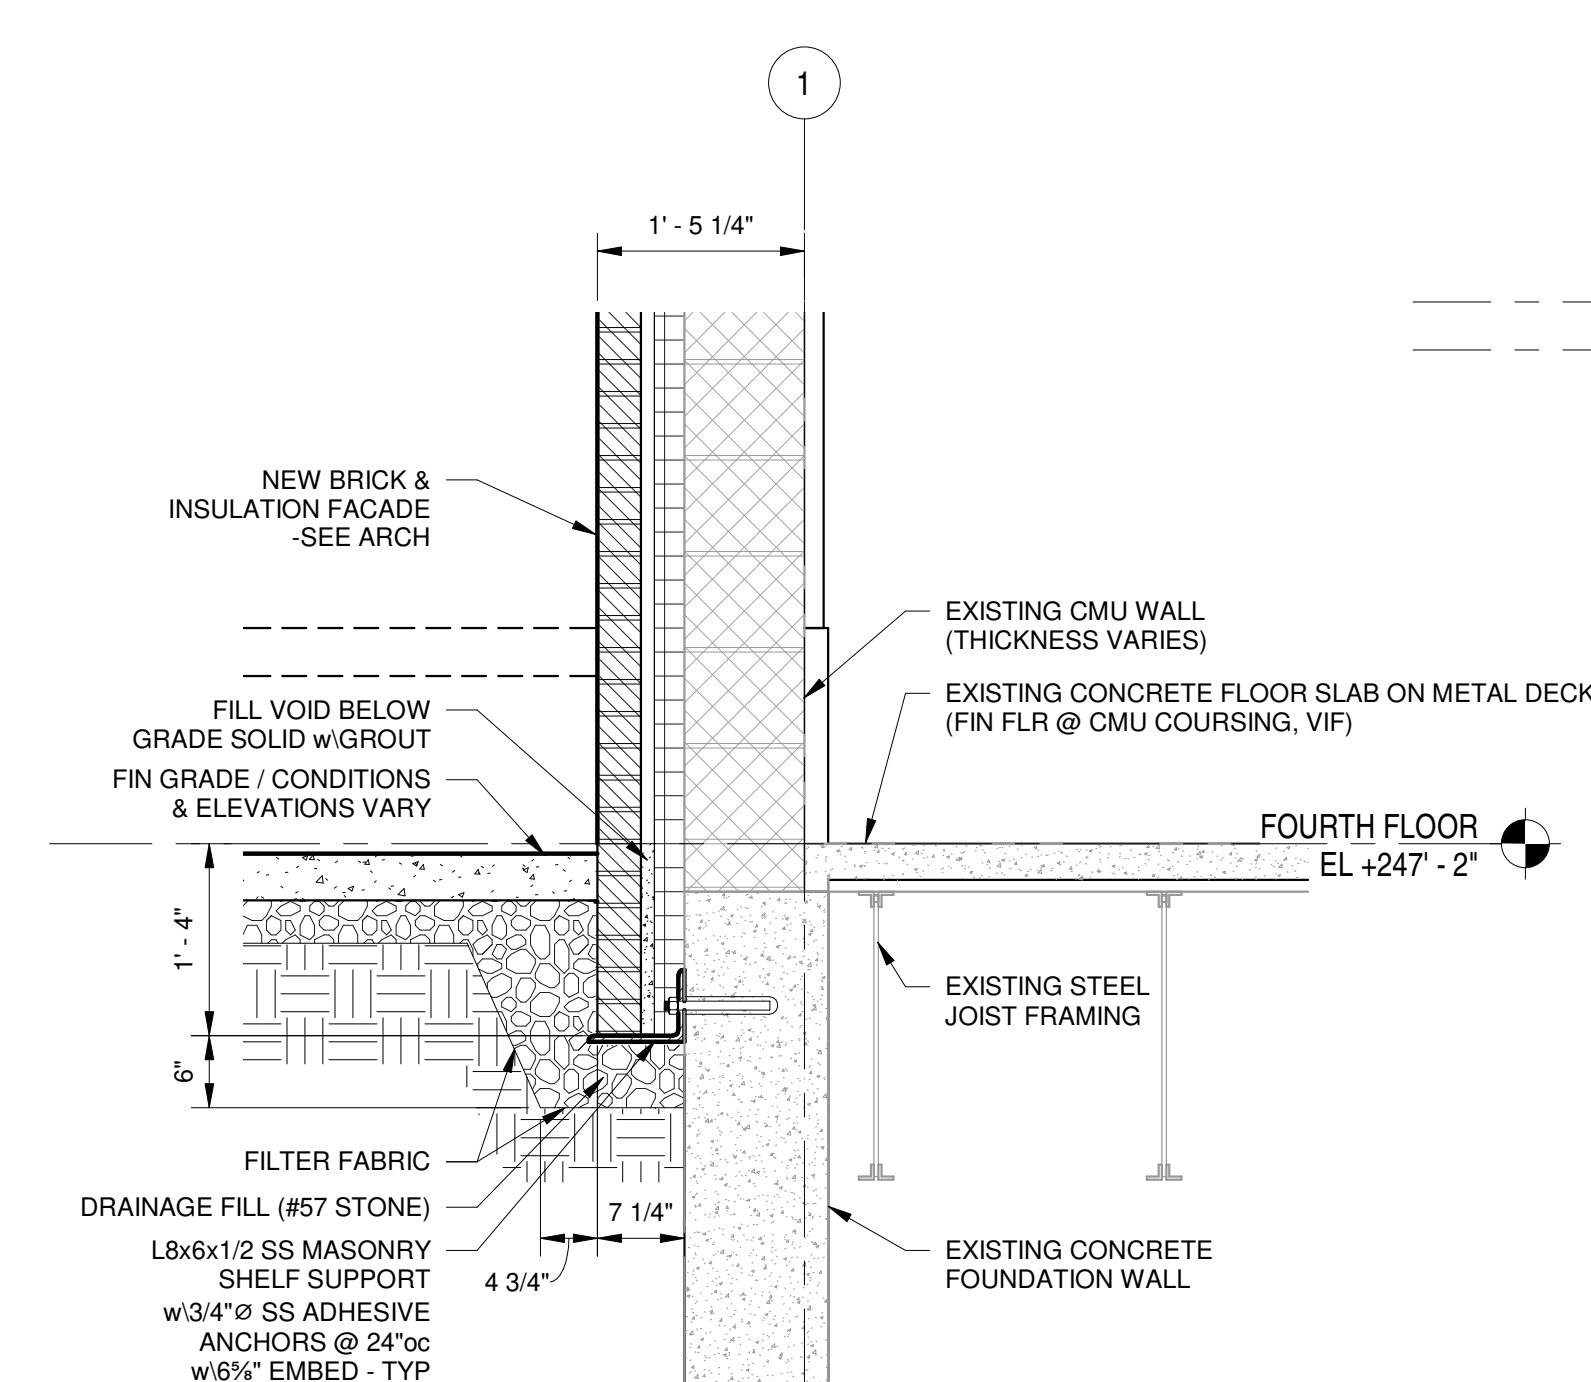 1
1' - 5 1/4"
NEW BRICK &
INSULATION FACADE
-SEE ARCH
EXISTING CMU WALL
(THICKNESS VARIES)
EXISTING CONCRETE FLOOR SLAB ON METAL DECK
(FIN FLR @ CMU COURSING, VIF)
FILL VOID BELOW
GRADE SOLID w\GROUT
FIN GRADE / CONDITIONS
& ELEVATIONS VARY
FOURTH FLOOR
EL +247' - 2"
1' - 4"
6"
EXISTING STEEL
JOIST FRAMING
FILTER FABRIC
DRAINAGE FILL (#57 STONE)
L8x6x1/2 SS MASONRY
SHELF SUPPORT
w\3/4"Ø SS ADHESIVE
ANCHORS @ 24"oc
w\6⅝" EMBED - TYP
7 1/4"
4 3/4"
EXISTING CONCRETE
FOUNDATION WALL